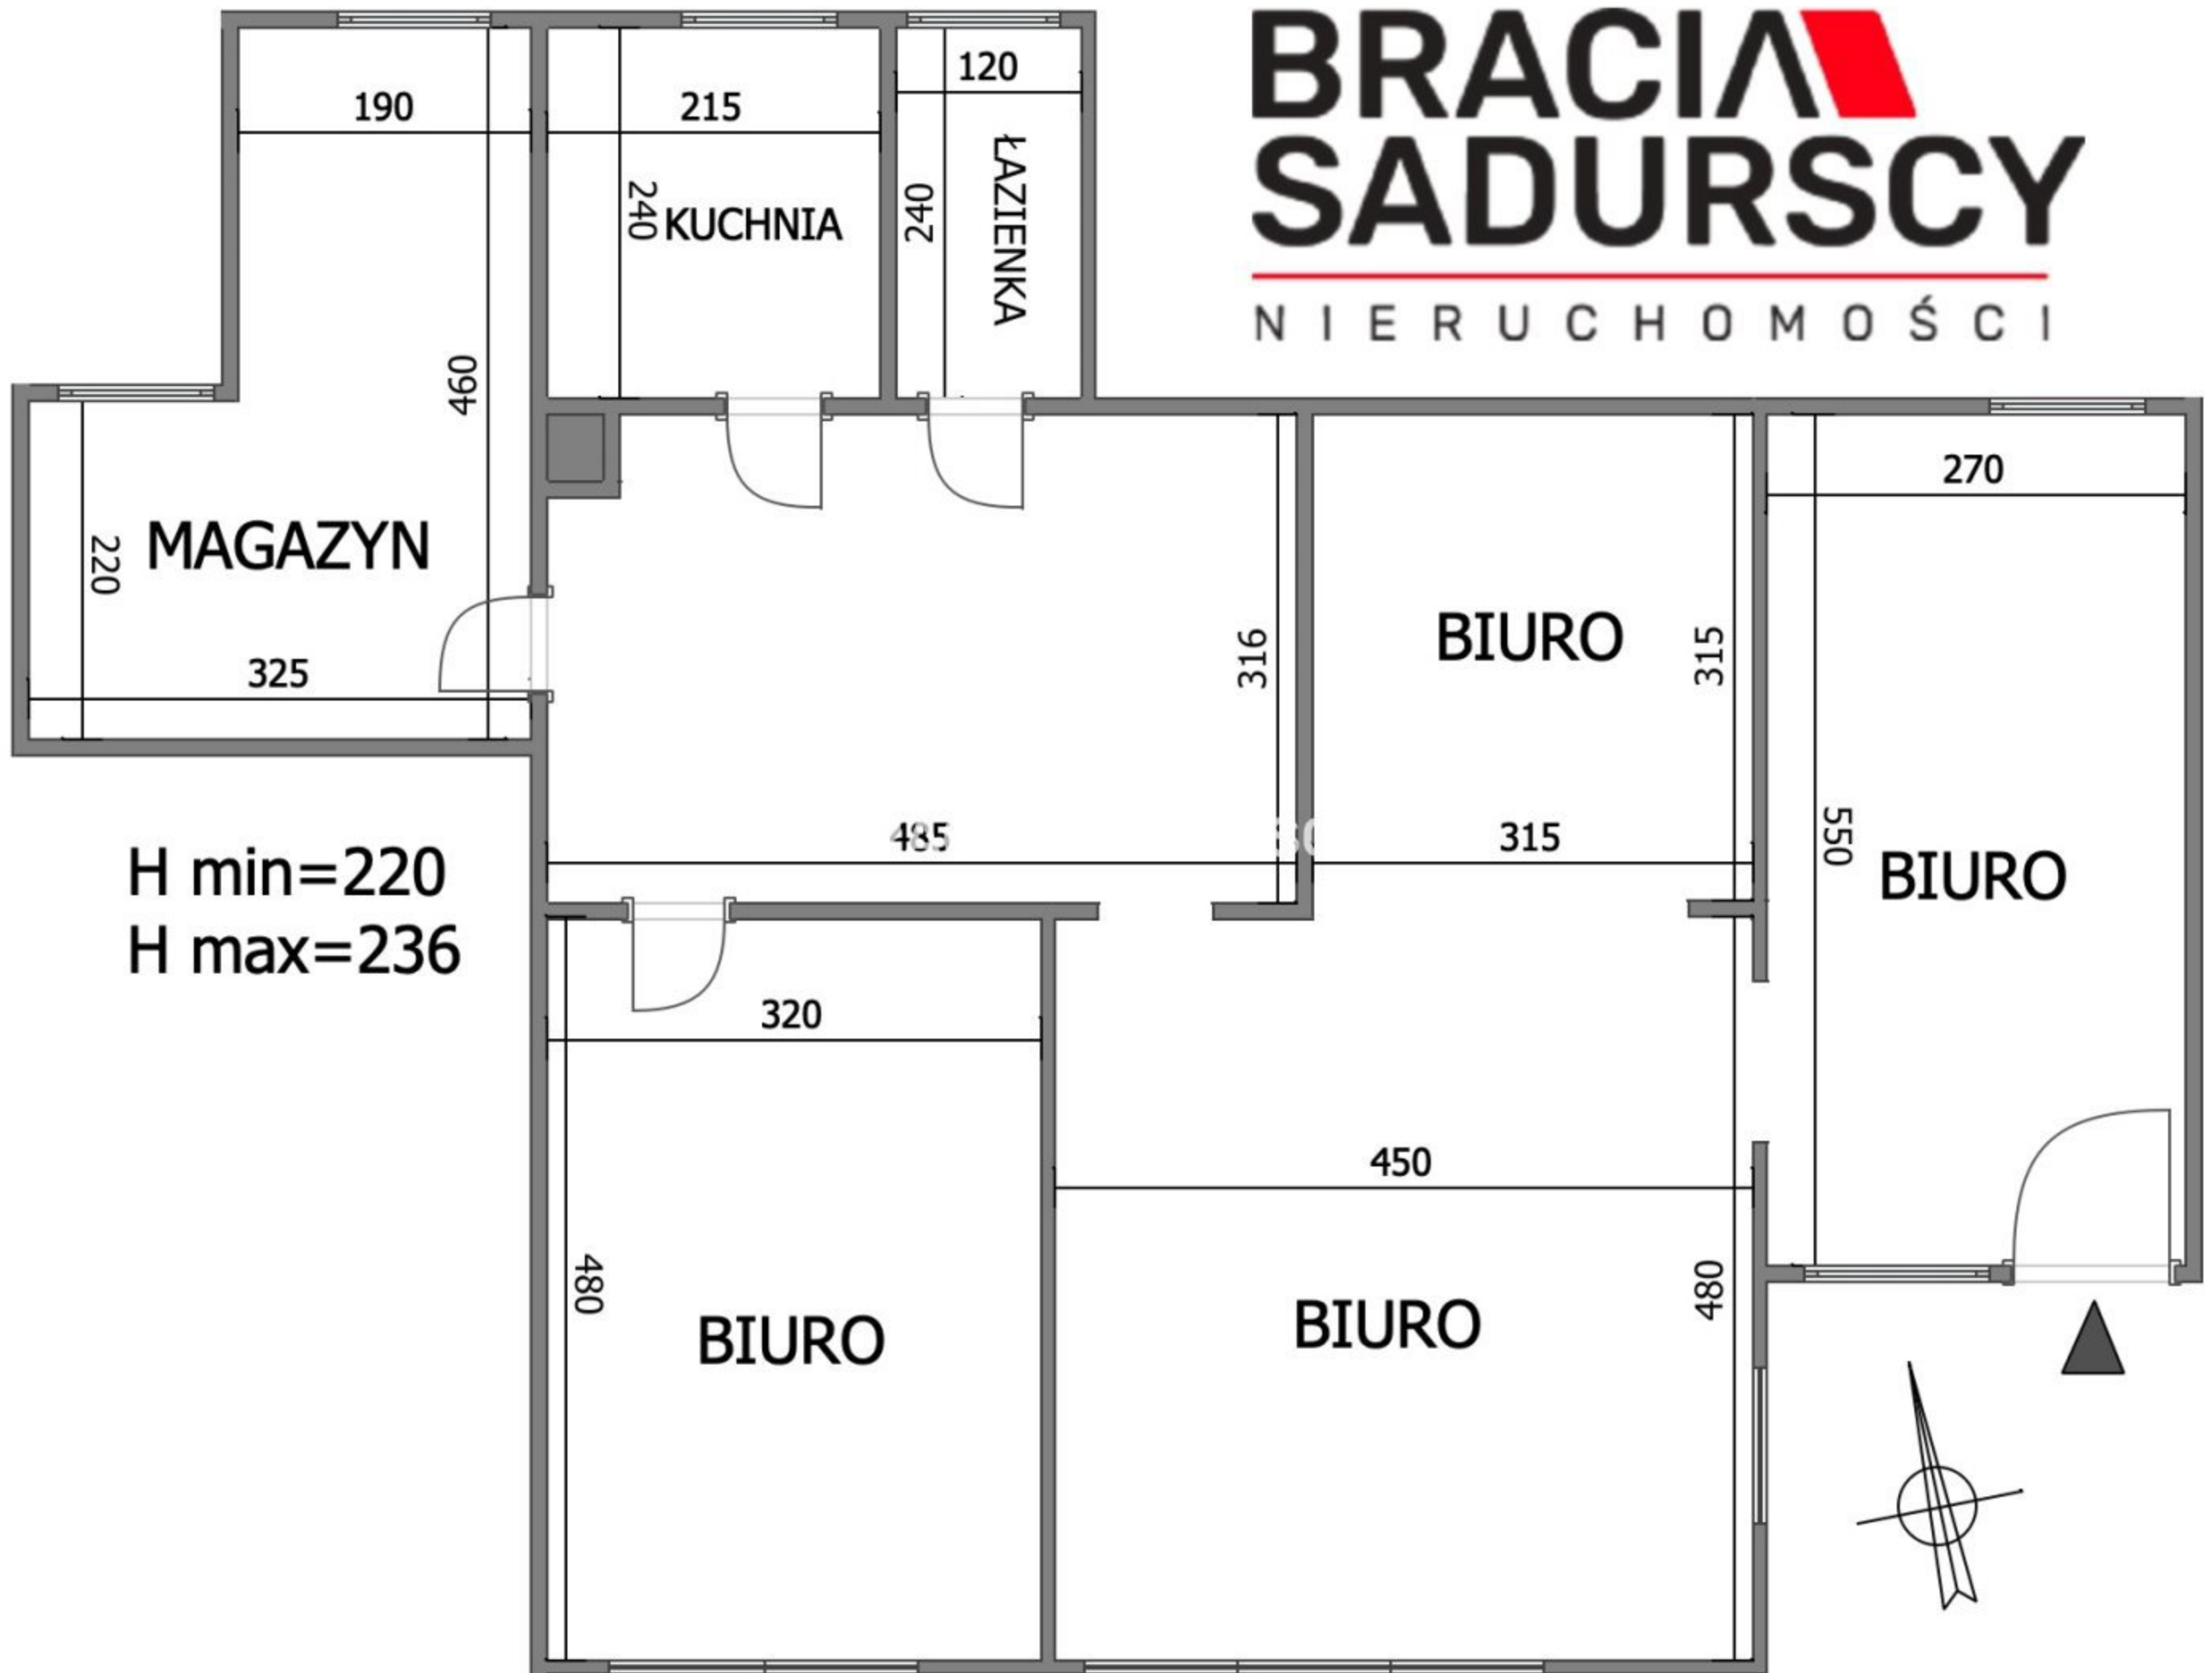 BRACIA
SADURSCY
NIERUCHOMOŚCI
120
190
215
240
KUCHNIA
240
ŁAZIENKA
460
270
220
MAGAZYN
316
BIURO
315
325
485
315
550
BIURO
H min=220
H max=236
320
450
480
BIURO
BIURO
480